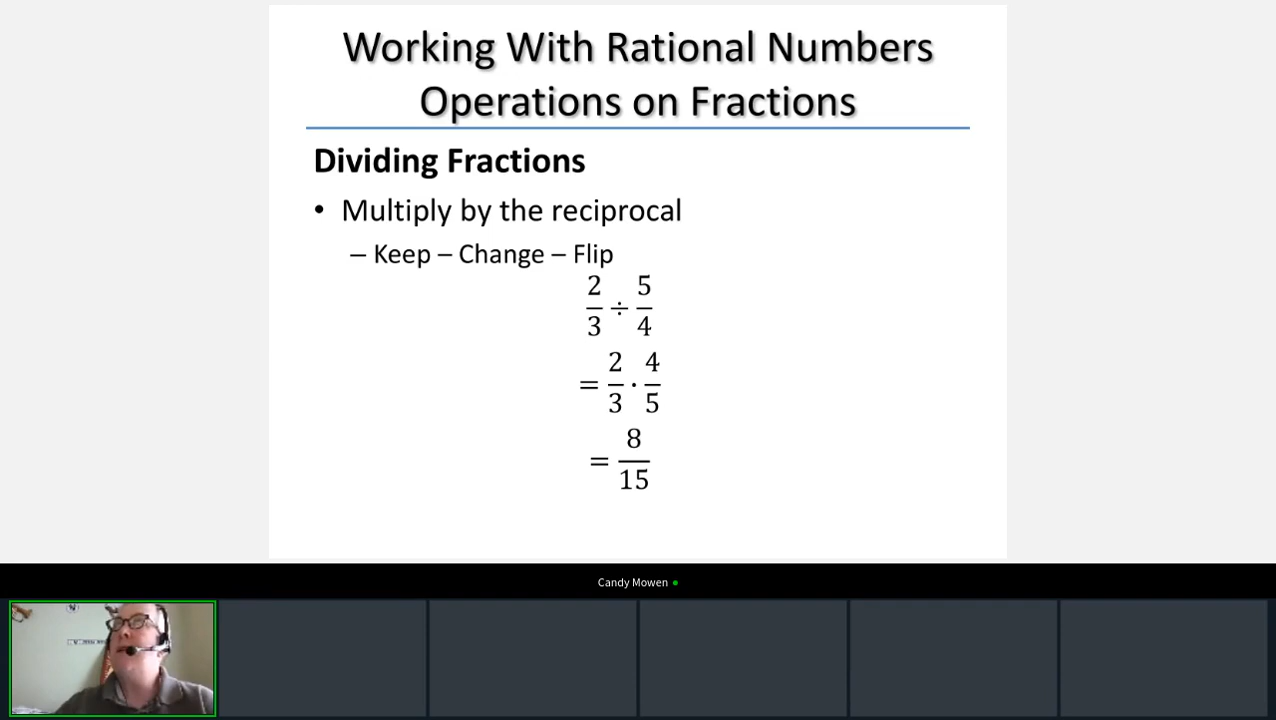 Working With Rational Numbers
Operations on Fractions
Dividing Fractions
• Multiply by the reciprocal
– Keep – Change – Flip
2/3 ÷ 5/4
= 2/3 · 4/5
= 8/15
Candy Mowen